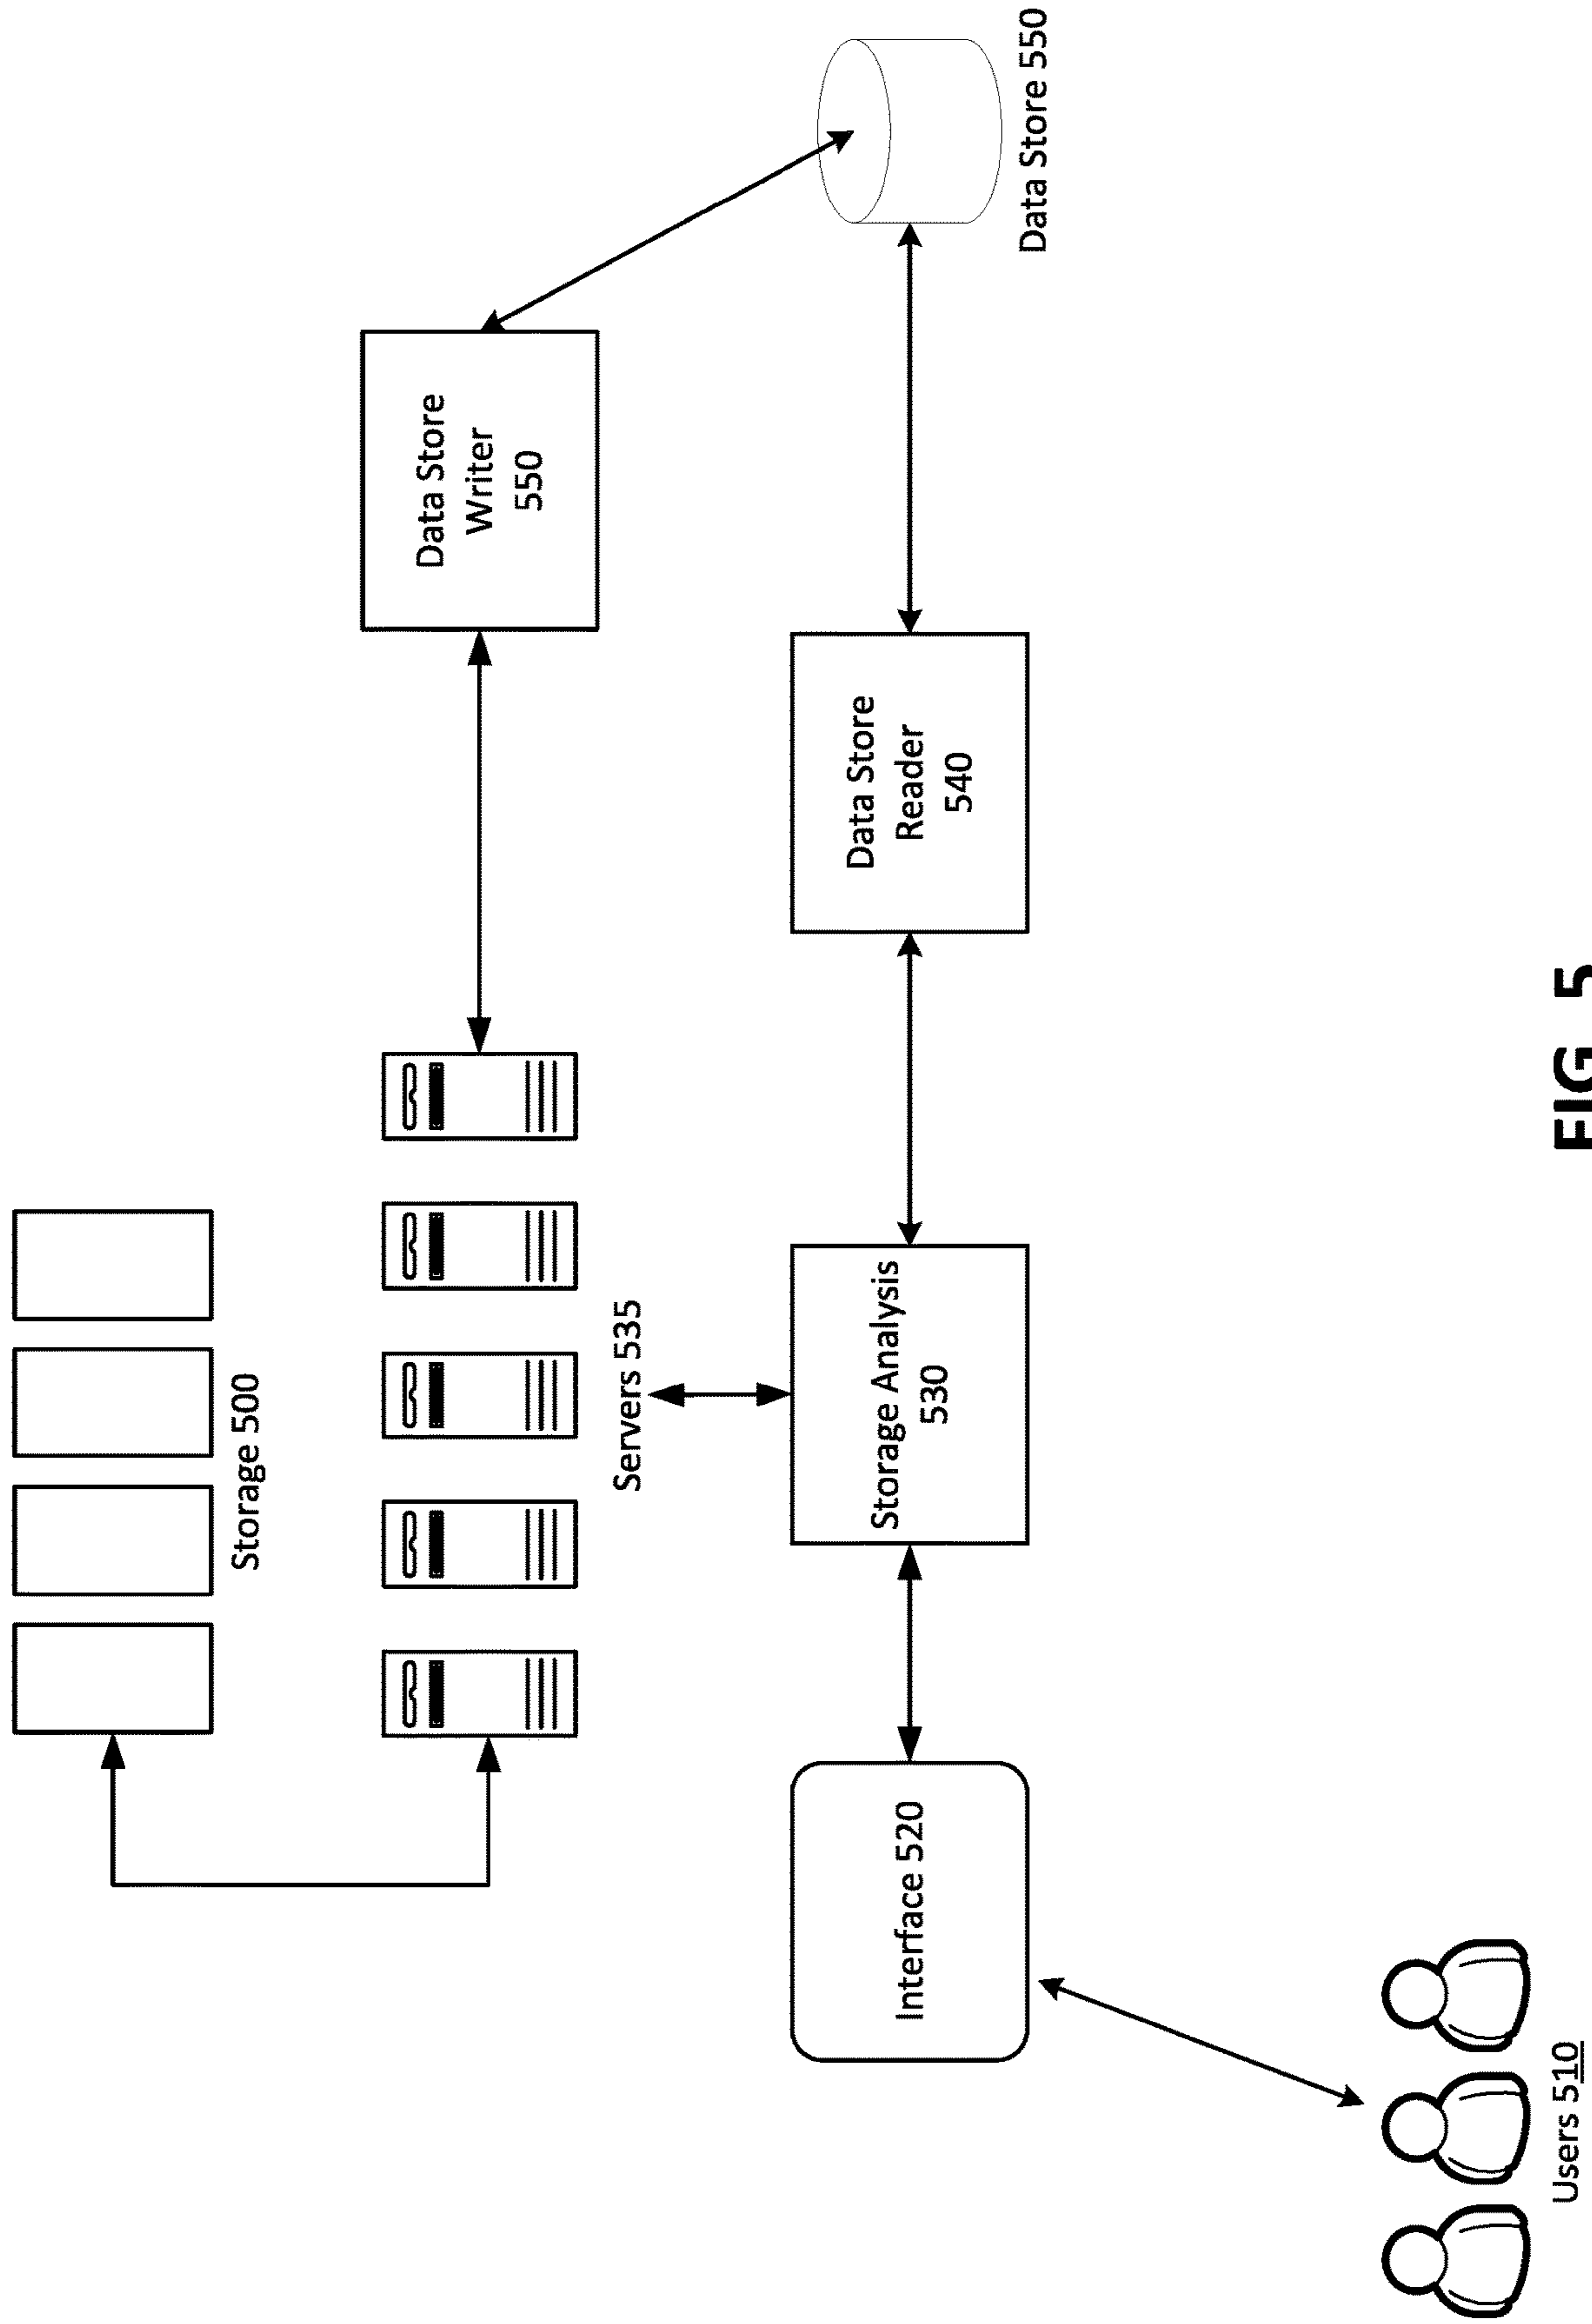 Storage 500
Servers 535
Data Store
Writer
550
Interface 520
Storage Analysis
530
Data Store
Reader
540
Data Store 550
Users 510
FIG. 5